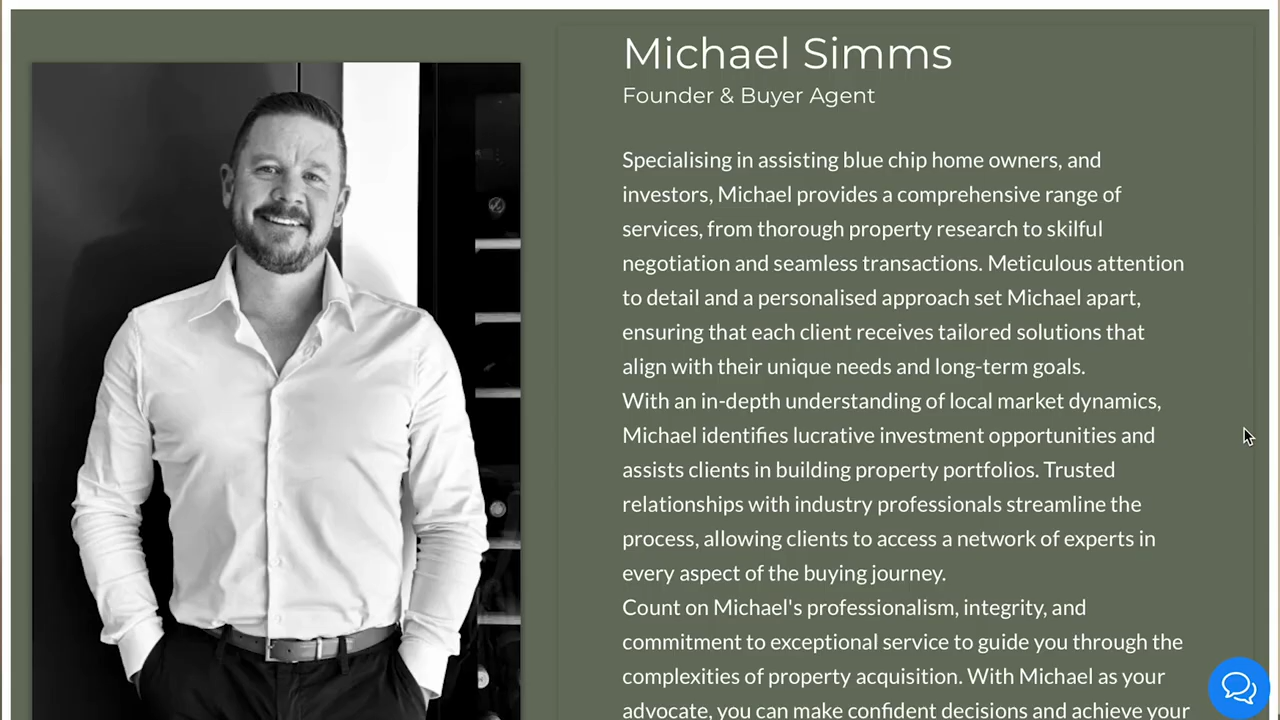 Michael Simms
Founder & Buyer Agent
Specialising in assisting blue chip home owners, and
investors, Michael provides a comprehensive range of
services, from thorough property research to skilful
negotiation and seamless transactions. Meticulous attention
to detail and a personalised approach set Michael apart,
ensuring that each client receives tailored solutions that
align with their unique needs and long-term goals.
With an in-depth understanding of local market dynamics,
Michael identifies lucrative investment opportunities and
assists clients in building property portfolios. Trusted
relationships with industry professionals streamline the
process, allowing clients to access a network of experts in
every aspect of the buying journey.
Count on Michael's professionalism, integrity, and
commitment to exceptional service to guide you through the
complexities of property acquisition. With Michael as your
advocate, you can make confident decisions and achieve your